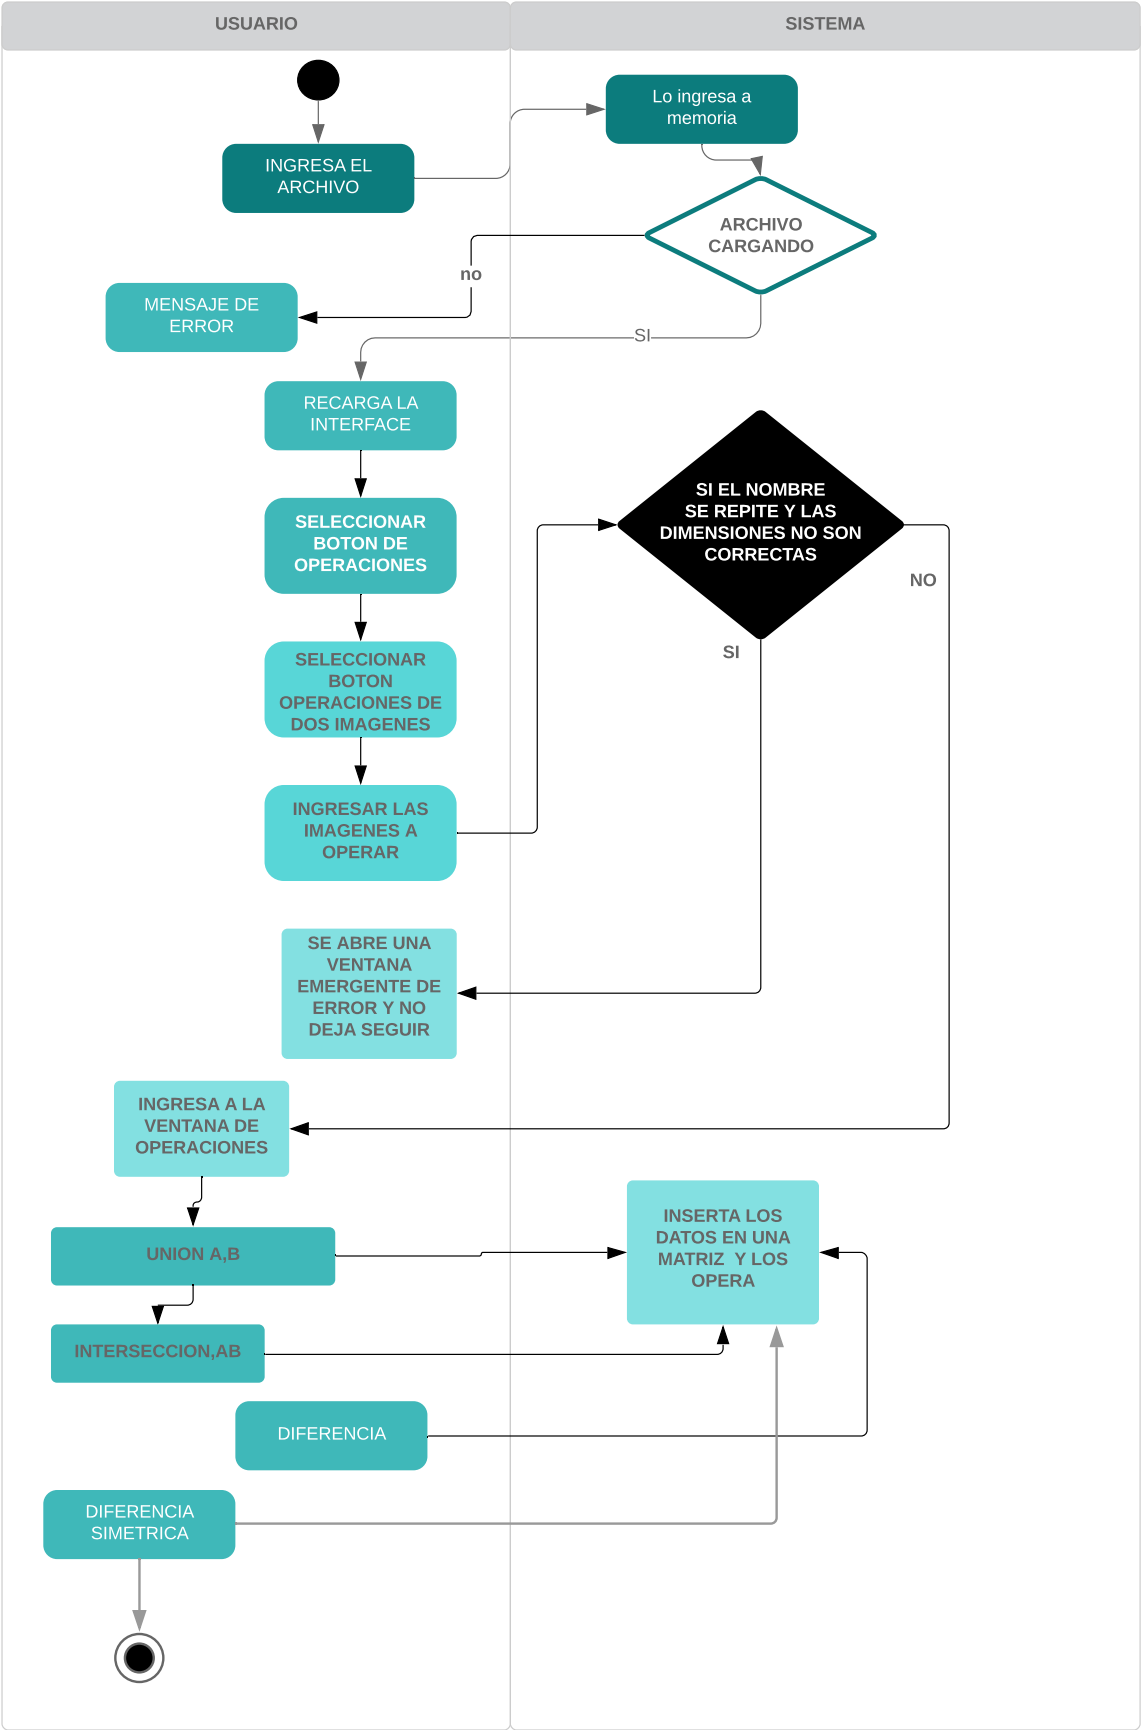 USUARIO
SISTEMA
Lo ingresa a
memoria
INGRESA EL
ARCHIVO
ARCHIVO
CARGANDO
no
MENSAJE DE
ERROR
SI
RECARGA LA
INTERFACE
SELECCIONAR
BOTON DE
OPERACIONES
SI EL NOMBRE
SE REPITE Y LAS
DIMENSIONES NO SON
CORRECTAS
NO
SI
SELECCIONAR
BOTON
OPERACIONES DE
DOS IMAGENES
INGRESAR LAS
IMAGENES A
OPERAR
SE ABRE UNA
VENTANA
EMERGENTE DE
ERROR Y NO
DEJA SEGUIR
INGRESA A LA
VENTANA DE
OPERACIONES
INSERTA LOS
DATOS EN UNA
MATRIZ  Y LOS
OPERA
UNION A,B
INTERSECCION,AB
DIFERENCIA
DIFERENCIA
SIMETRICA